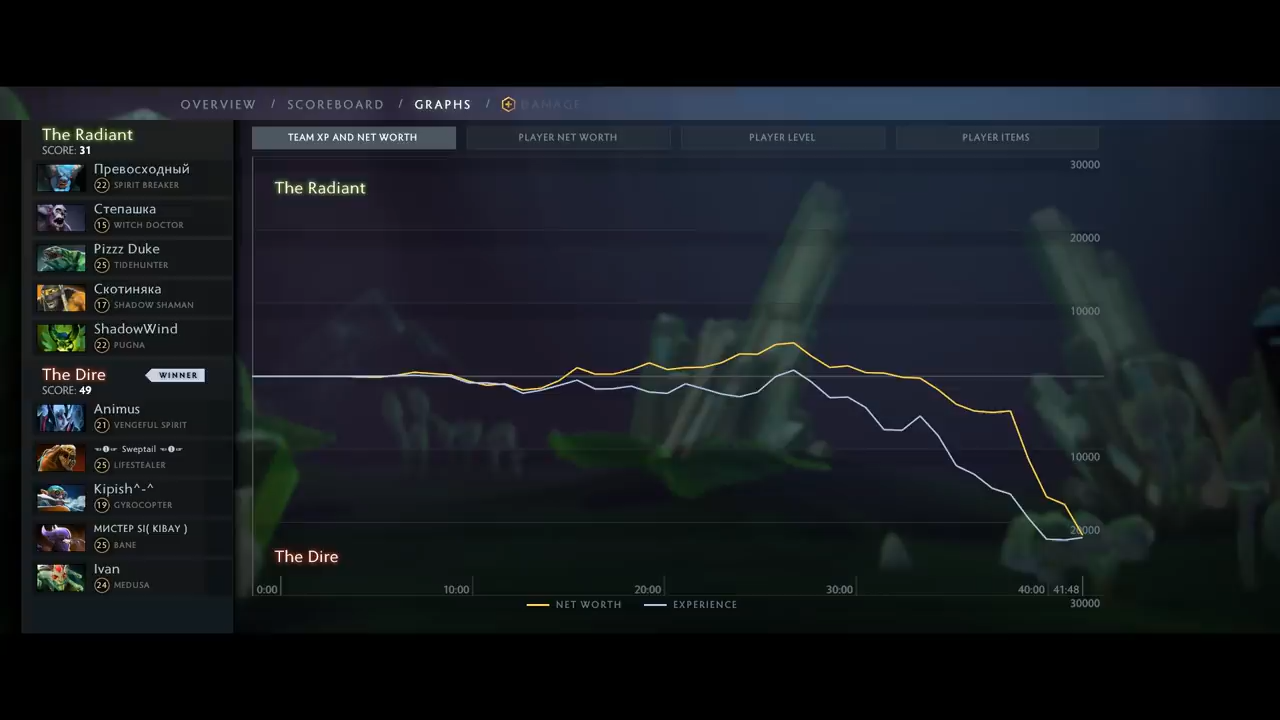 OVERVIEW / SCOREBOARD / GRAPHS / DAMAGE
The Radiant
SCORE: 31
Превосходный
22 SPIRIT BREAKER
Степашка
15 WITCH DOCTOR
Pizzz Duke
25 TIDEHUNTER
Скотиняка
17 SHADOW SHAMAN
ShadowWind
22 PUGNA
The Dire WINNER
SCORE: 49
Animus
21 VENGEFUL SPIRIT
Sweptail
25 LIFESTEALER
Kipish^-^
19 GYROCOPTER
МИСТЕР SI( KIBAY )
25 BANE
Ivan
24 MEDUSA
TEAM XP AND NET WORTH PLAYER NET WORTH PLAYER LEVEL PLAYER ITEMS
30000
The Radiant
20000
10000
10000
20000
The Dire
0:00 10:00 20:00 30:00 40:00 41:48
30000
NET WORTH EXPERIENCE